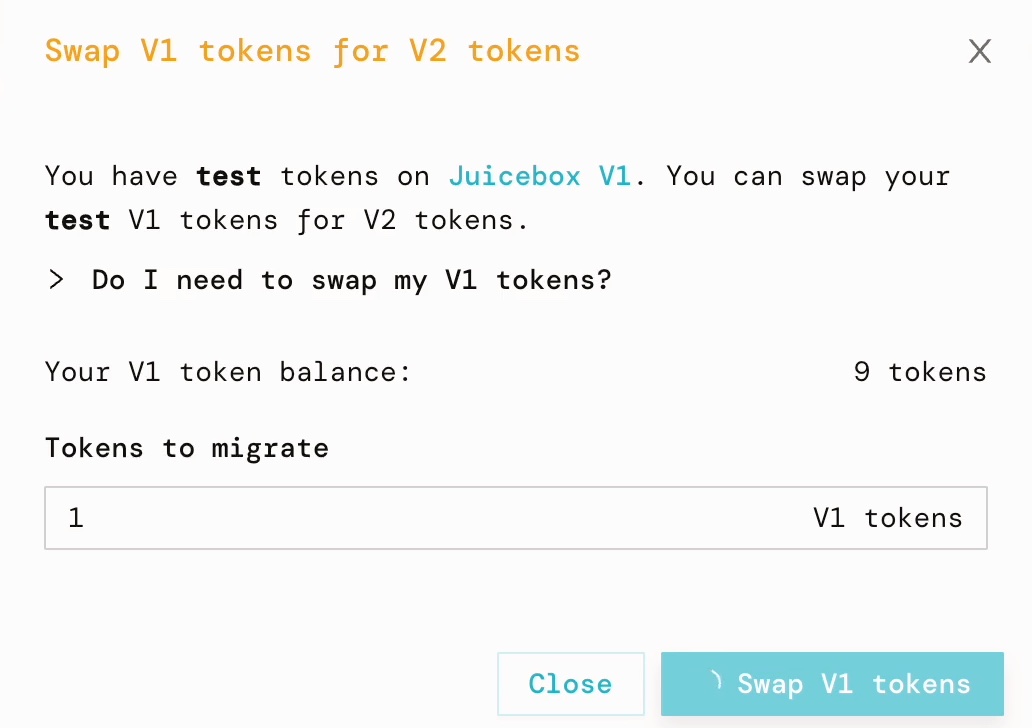 Swap V1 tokens for V2 tokens
X
You have test tokens on Juicebox V1. You can swap your
test V1 tokens for V2 tokens.
> Do I need to swap my V1 tokens?
Your V1 token balance: 9 tokens
Tokens to migrate
1 V1 tokens
Close Swap V1 tokens